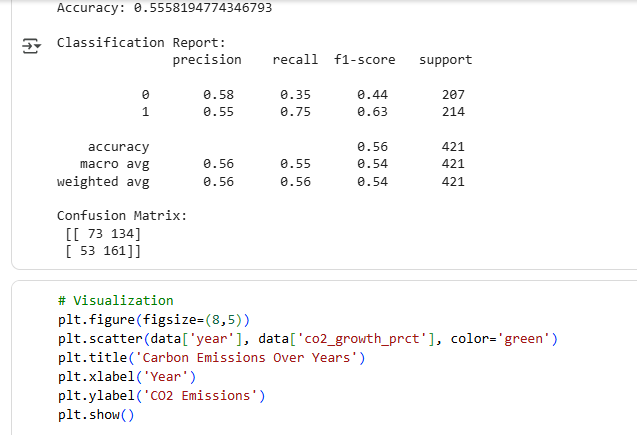 Accuracy: 0.5558194774346793
Classification Report:
precision recall f1-score support
0 0.58 0.35 0.44 207
1 0.55 0.75 0.63 214
accuracy 0.56 421
macro avg 0.56 0.55 0.54 421
weighted avg 0.56 0.56 0.54 421
Confusion Matrix:
[[ 73 134]
[ 53 161]]
# Visualization
plt.figure(figsize=(8,5))
plt.scatter(data['year'], data['co2_growth_prct'], color='green')
plt.title('Carbon Emissions Over Years')
plt.xlabel('Year')
plt.ylabel('CO2 Emissions')
plt.show()